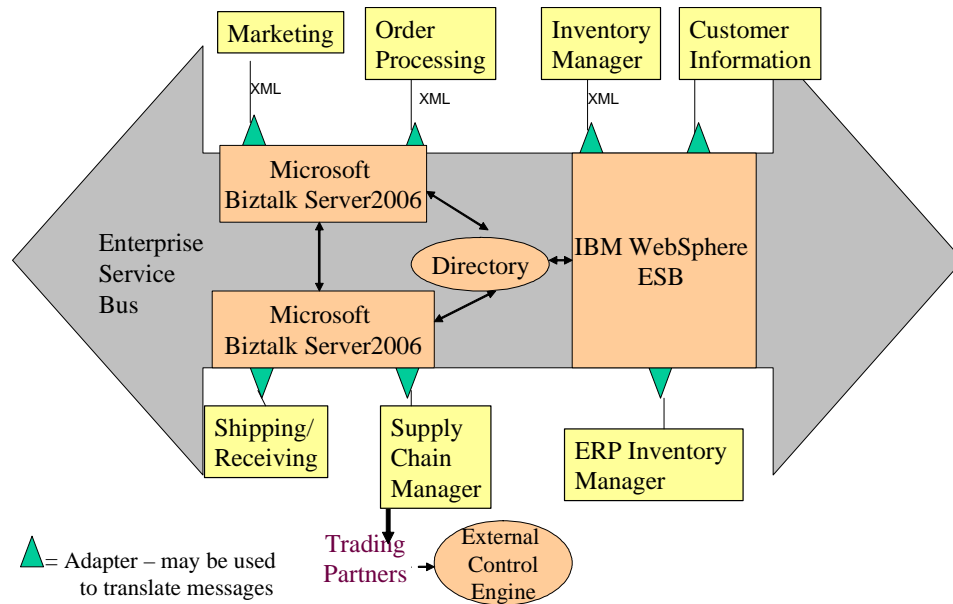 Marketing
Order
Processing
Inventory
Manager
Customer
Information
XML
XML
XML
Microsoft
Biztalk Server2006
IBM WebSphere
ESB
Enterprise
Service
Bus
Directory
Microsoft
Biztalk Server2006
Shipping/
Receiving
Supply
Chain
Manager
ERP Inventory
Manager
Trading
Partners
External
Control
Engine
= Adapter – may be used
to translate messages